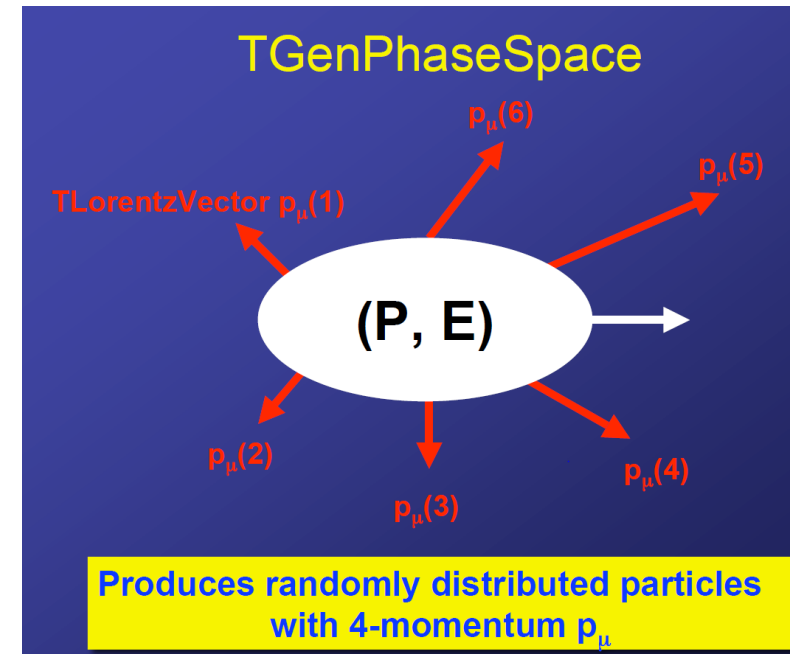 TGenPhaseSpace
pμ(6)
pμ(5)
TLorentzVector pμ(1)
(P, E)
pμ(2)
pμ(4)
pμ(3)
Produces randomly distributed particles
with 4-momentum pμ